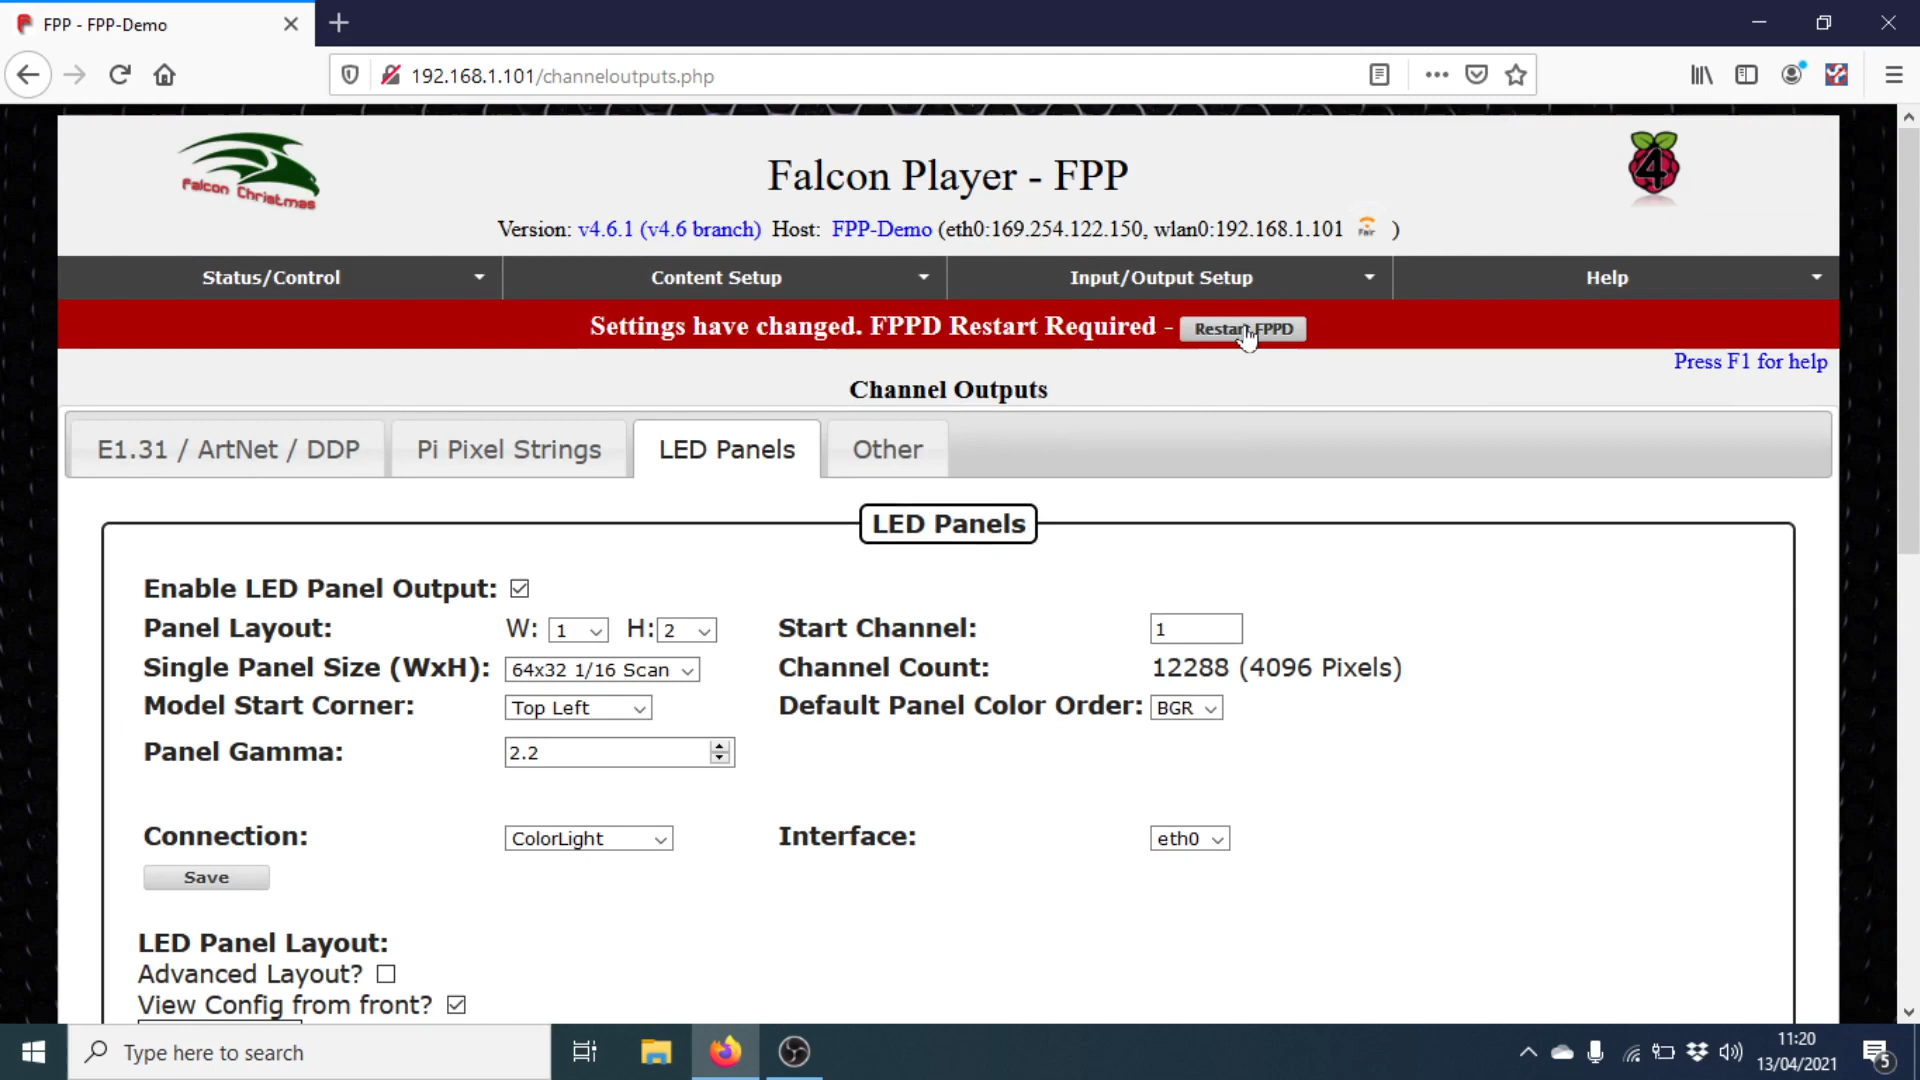 FPP - FPP-Demo
192.168.1.101/channeloutputs.php
Falcon Christmas
Falcon Player - FPP
4
Version: v4.6.1 (v4.6 branch) Host: FPP-Demo (eth0:169.254.122.150, wlan0:192.168.1.101 Fair )
Status/Control
Content Setup
Input/Output Setup
Help
Settings have changed. FPPD Restart Required - Restart FPPD
Press F1 for help
Channel Outputs
E1.31 / ArtNet / DDP
Pi Pixel Strings
LED Panels
Other
LED Panels
Enable LED Panel Output:
Panel Layout: W: 1 H: 2 Start Channel: 1
Single Panel Size (WxH): 64x32 1/16 Scan Channel Count: 12288 (4096 Pixels)
Model Start Corner: Top Left Default Panel Color Order: BGR
Panel Gamma: 2.2
Connection: ColorLight Interface: eth0
Save
LED Panel Layout:
Advanced Layout?
View Config from front?
Type here to search
11:20
13/04/2021
5